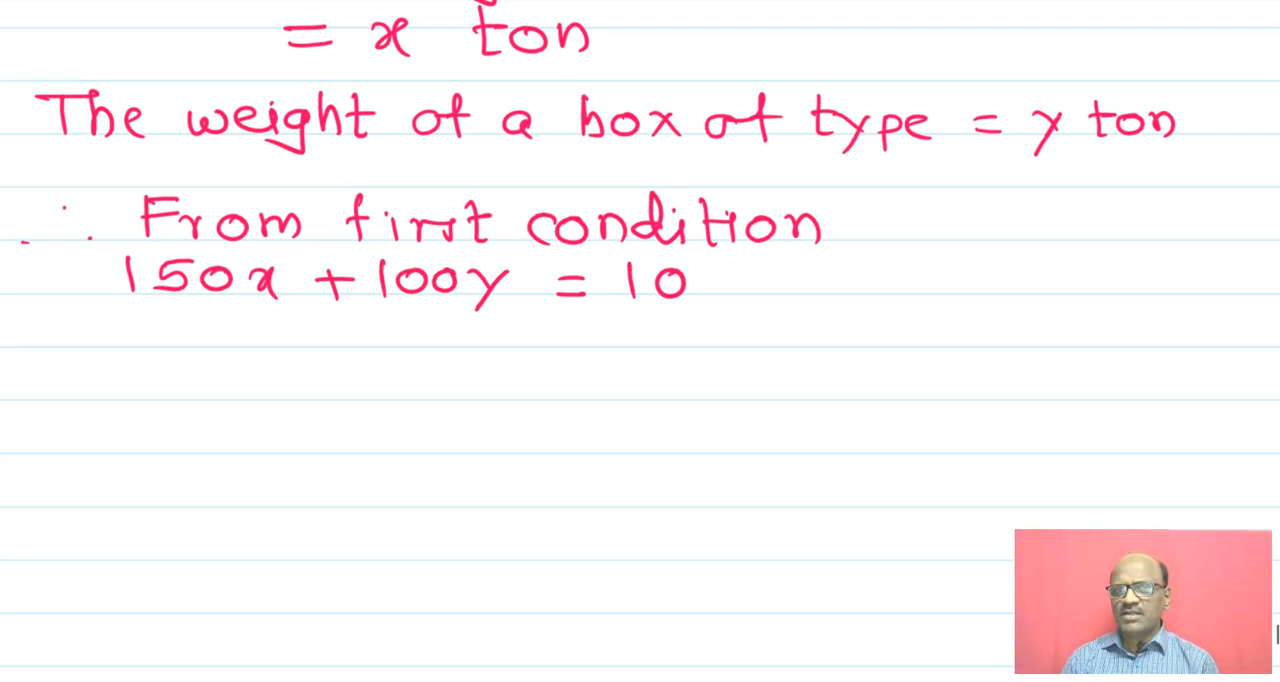 = x ton
The weight of a box of type = y ton
∴ From first condition
150x + 100y = 10